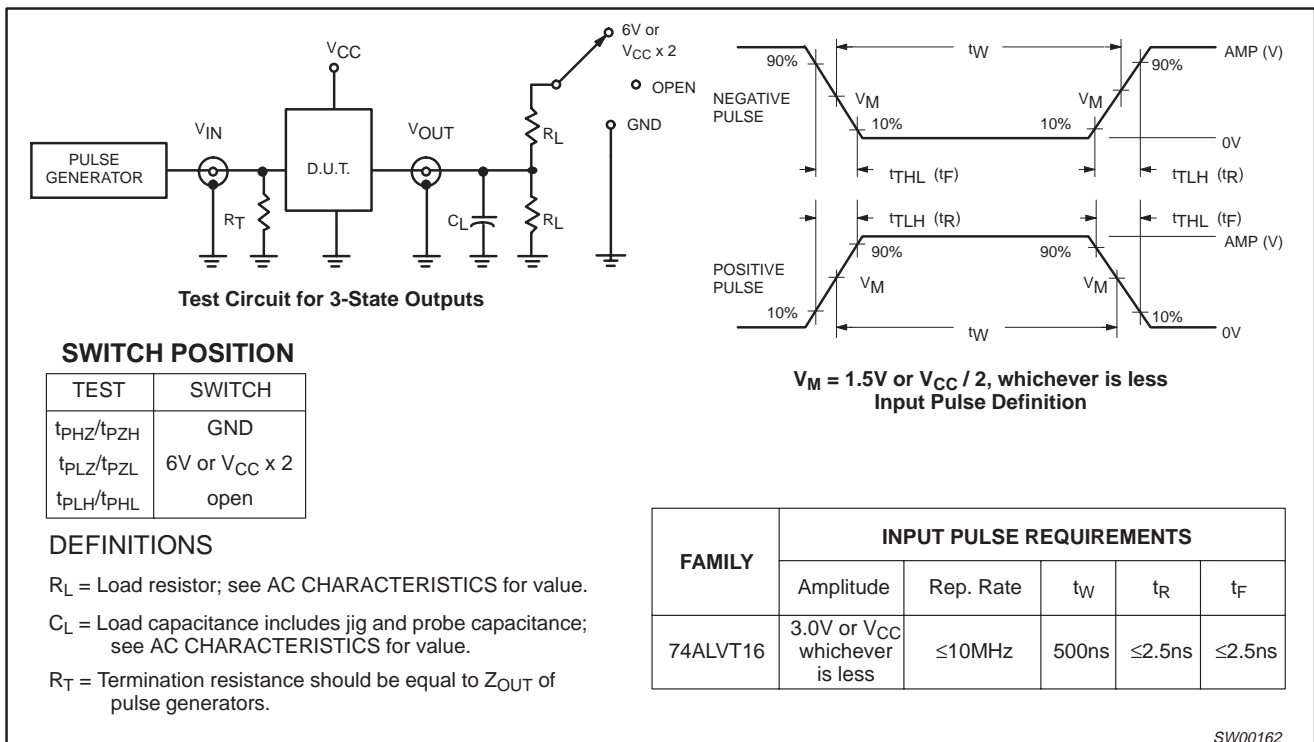 VCC
6V or
VCC x 2
OPEN
GND
VIN
VOUT
RL
PULSE
GENERATOR
D.U.T.
RT
CL
RL
Test Circuit for 3-State Outputs
tW
AMP (V)
90%
90%
NEGATIVE
PULSE
VM
VM
10%
10%
0V
tTHL (tF)
tTLH (tR)
tTLH (tR)
tTHL (tF)
AMP (V)
90%
90%
POSITIVE
PULSE
VM
VM
10%
10%
tW
0V
VM = 1.5V or VCC / 2, whichever is less
Input Pulse Definition
SWITCH POSITION
TEST SWITCH
tPHZ/tPZH GND
tPLZ/tPZL 6V or VCC x 2
tPLH/tPHL open
DEFINITIONS
RL = Load resistor; see AC CHARACTERISTICS for value.
CL = Load capacitance includes jig and probe capacitance;
see AC CHARACTERISTICS for value.
RT = Termination resistance should be equal to ZOUT of
pulse generators.
FAMILY
INPUT PULSE REQUIREMENTS
Amplitude Rep. Rate tW tR tF
74ALVT16
3.0V or VCC
whichever
is less
≤10MHz 500ns ≤2.5ns ≤2.5ns
SW00162